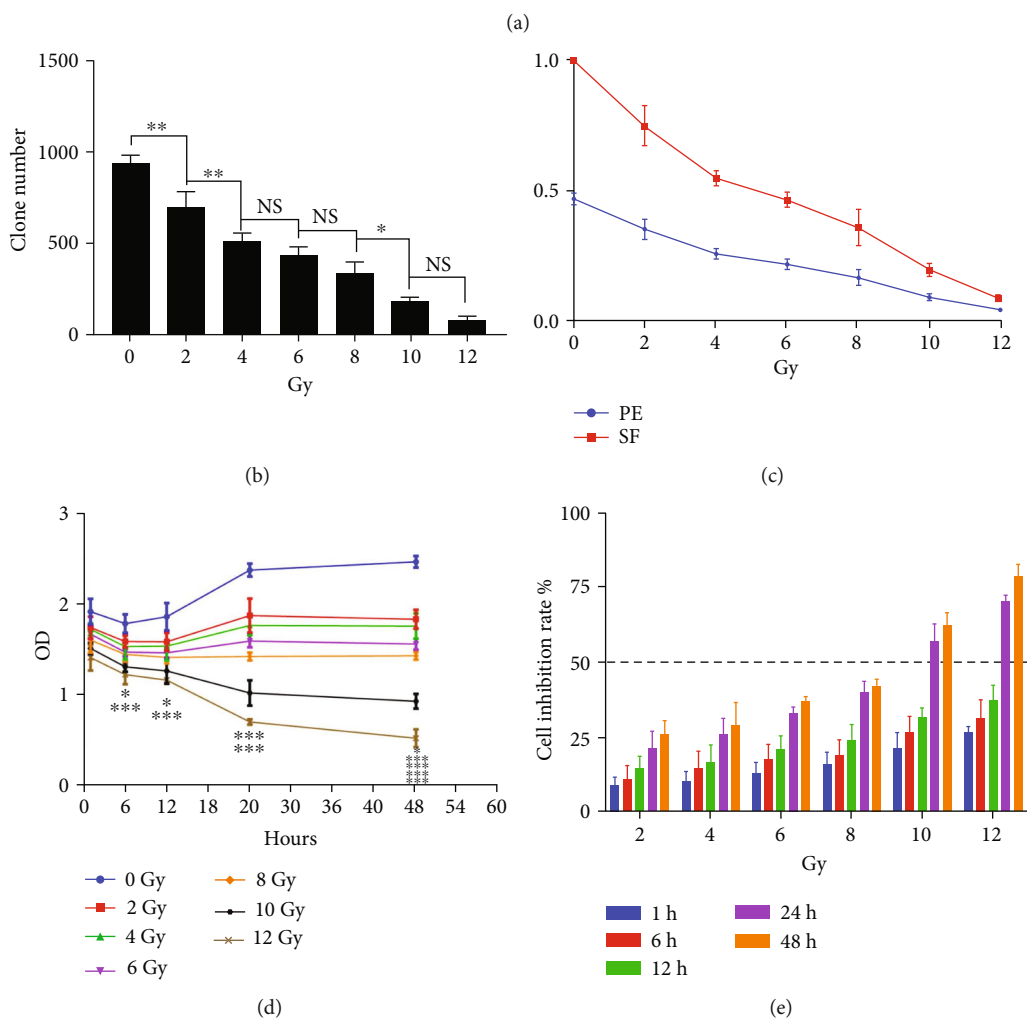 (a)
1500
1000
500
0
Clone number
**
**
NS
NS
*
NS
0 2 4 6 8 10 12
Gy
(b)
1.0
0.5
0.0
0 2 4 6 8 10 12
Gy
PE
SF
(c)
3
2
1
0
OD
*
***
*
***
***
***
0 6 12 18 20 30 36 40 48 54 60
Hours
0 Gy
2 Gy
4 Gy
6 Gy
8 Gy
10 Gy
12 Gy
(d)
100
75
50
25
0
Cell inhibition rate %
2 4 6 8 10 12
Gy
1 h
6 h
12 h
24 h
48 h
(e)